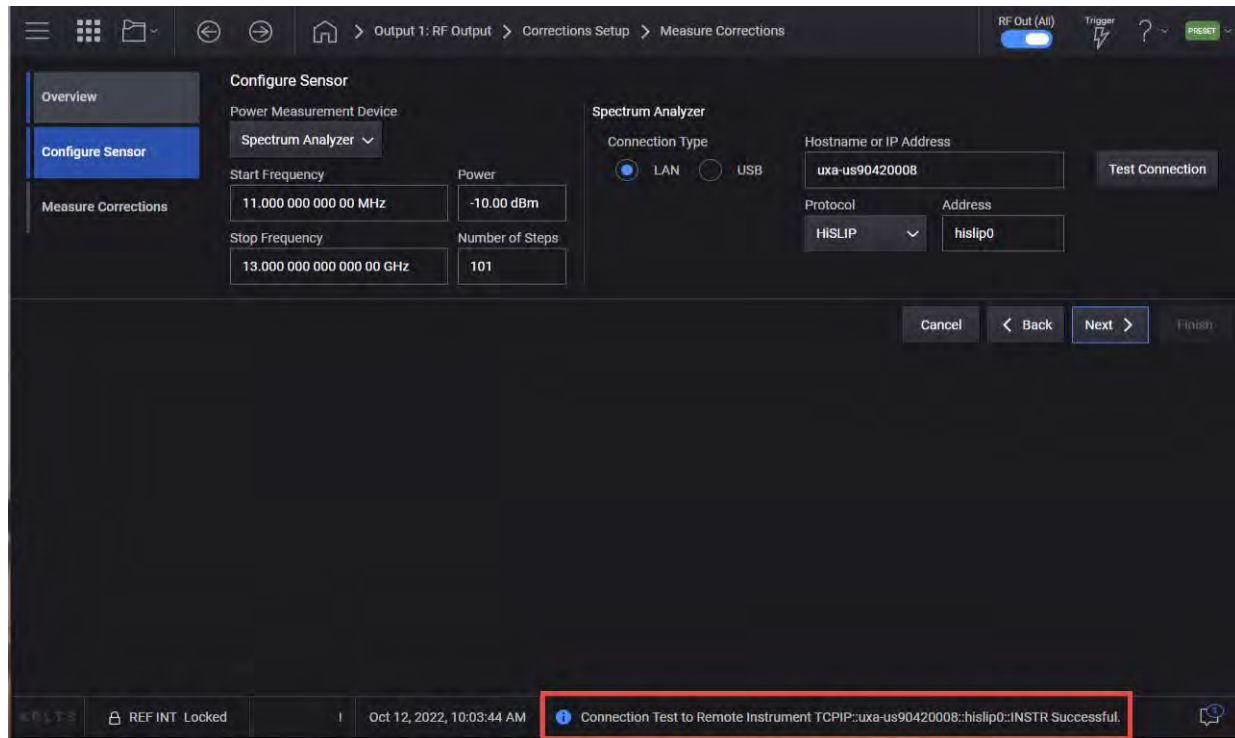 > Output 1: RF Output > Corrections Setup > Measure Corrections
RF Out (All)
Trigger
?
PRESET
Overview
Configure Sensor
Measure Corrections
Configure Sensor
Power Measurement Device
Spectrum Analyzer
Start Frequency
Power
11.000 000 000 00 MHz
-10.00 dBm
Stop Frequency
Number of Steps
13.000 000 000 000 00 GHz
101
Spectrum Analyzer
Connection Type
LAN
USB
Hostname or IP Address
uxa-us90420008
Test Connection
Protocol
Address
HiSLIP
hislip0
Cancel
Back
Next
Finish
REF INT Locked
I
Oct 12, 2022, 10:03:44 AM
Connection Test to Remote Instrument TCPIP::uxa-us90420008::hislip0::INSTR Successful.